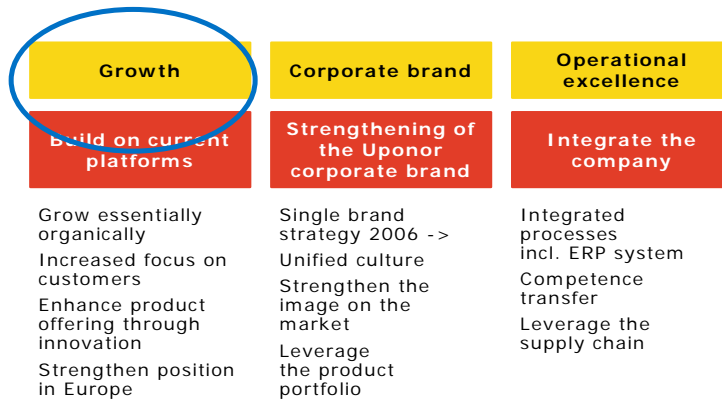 Growth
Build on current
platforms
Grow essentially
organically
Increased focus on
customers
Enhance product
offering through
innovation
Strengthen position
in Europe
Corporate brand
Strengthening of
the Uponor
corporate brand
Single brand
strategy 2006 ->
Unified culture
Strengthen the
image on the
market
Leverage
the product
portfolio
Operational
excellence
Integrate the
company
Integrated
processes
incl. ERP system
Competence
transfer
Leverage the
supply chain